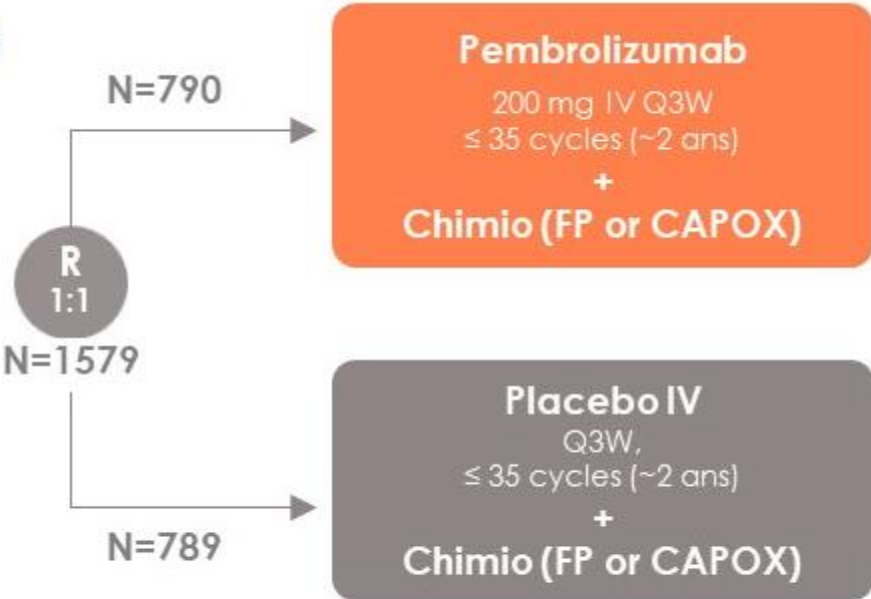 N=790
Pembrolizumab
200 mg IV Q3W
≤ 35 cycles (~2 ans)
+
Chimio (FP or CAPOX)
R
1:1
N=1579
Placebo IV
Q3W,
≤ 35 cycles (~2 ans)
+
Chimio (FP or CAPOX)
N=789